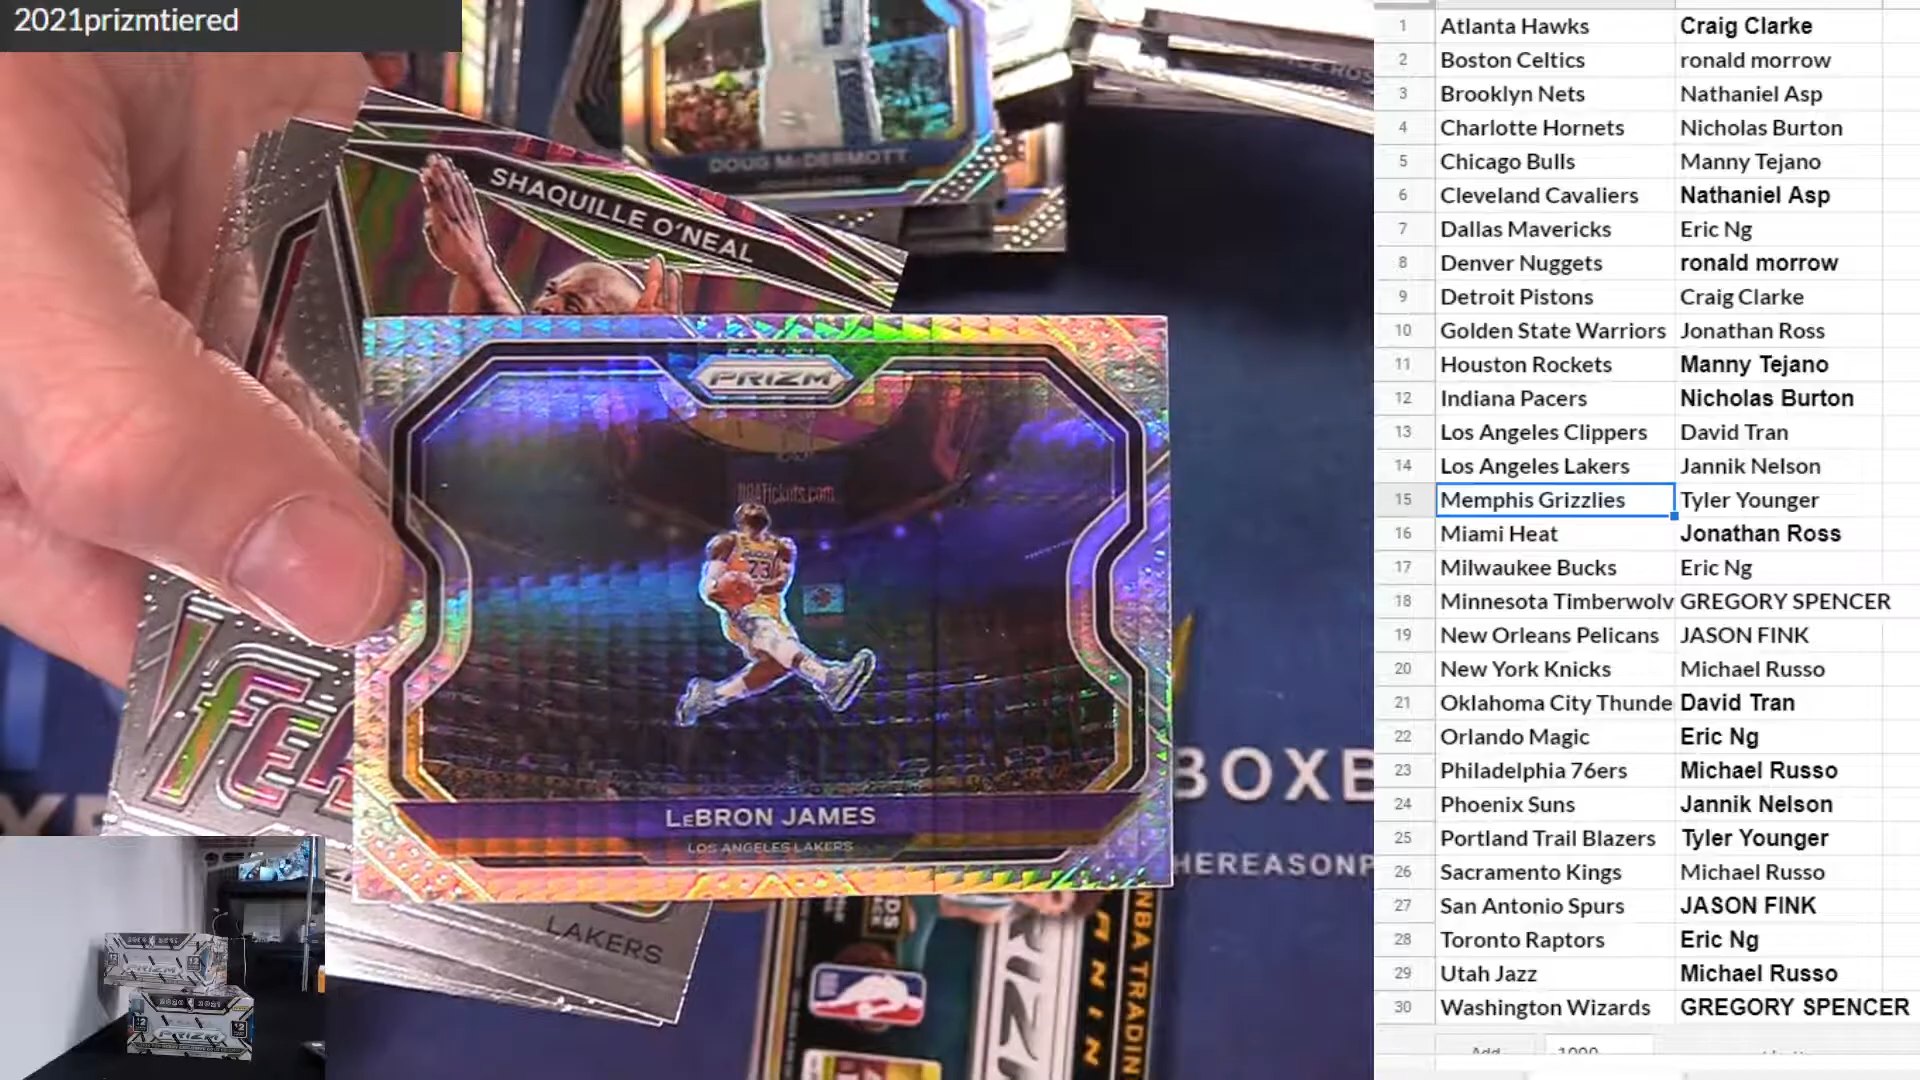 2021prizmtiered
DOUG McDERMOTT
SHAQUILLE O'NEAL
PRIZM
NBATickets.com
23
LeBRON JAMES
LOS ANGELES LAKERS
LAKERS
BOXB
HEREASONP
NBA TRADIN
PRIZM
1 Atlanta Hawks Craig Clarke
2 Boston Celtics ronald morrow
3 Brooklyn Nets Nathaniel Asp
4 Charlotte Hornets Nicholas Burton
5 Chicago Bulls Manny Tejano
6 Cleveland Cavaliers Nathaniel Asp
7 Dallas Mavericks Eric Ng
8 Denver Nuggets ronald morrow
9 Detroit Pistons Craig Clarke
10 Golden State Warriors Jonathan Ross
11 Houston Rockets Manny Tejano
12 Indiana Pacers Nicholas Burton
13 Los Angeles Clippers David Tran
14 Los Angeles Lakers Jannik Nelson
15 Memphis Grizzlies Tyler Younger
16 Miami Heat Jonathan Ross
17 Milwaukee Bucks Eric Ng
18 Minnesota Timberwolv GREGORY SPENCER
19 New Orleans Pelicans JASON FINK
20 New York Knicks Michael Russo
21 Oklahoma City Thunde David Tran
22 Orlando Magic Eric Ng
23 Philadelphia 76ers Michael Russo
24 Phoenix Suns Jannik Nelson
25 Portland Trail Blazers Tyler Younger
26 Sacramento Kings Michael Russo
27 San Antonio Spurs JASON FINK
28 Toronto Raptors Eric Ng
29 Utah Jazz Michael Russo
30 Washington Wizards GREGORY SPENCER
Add 1000